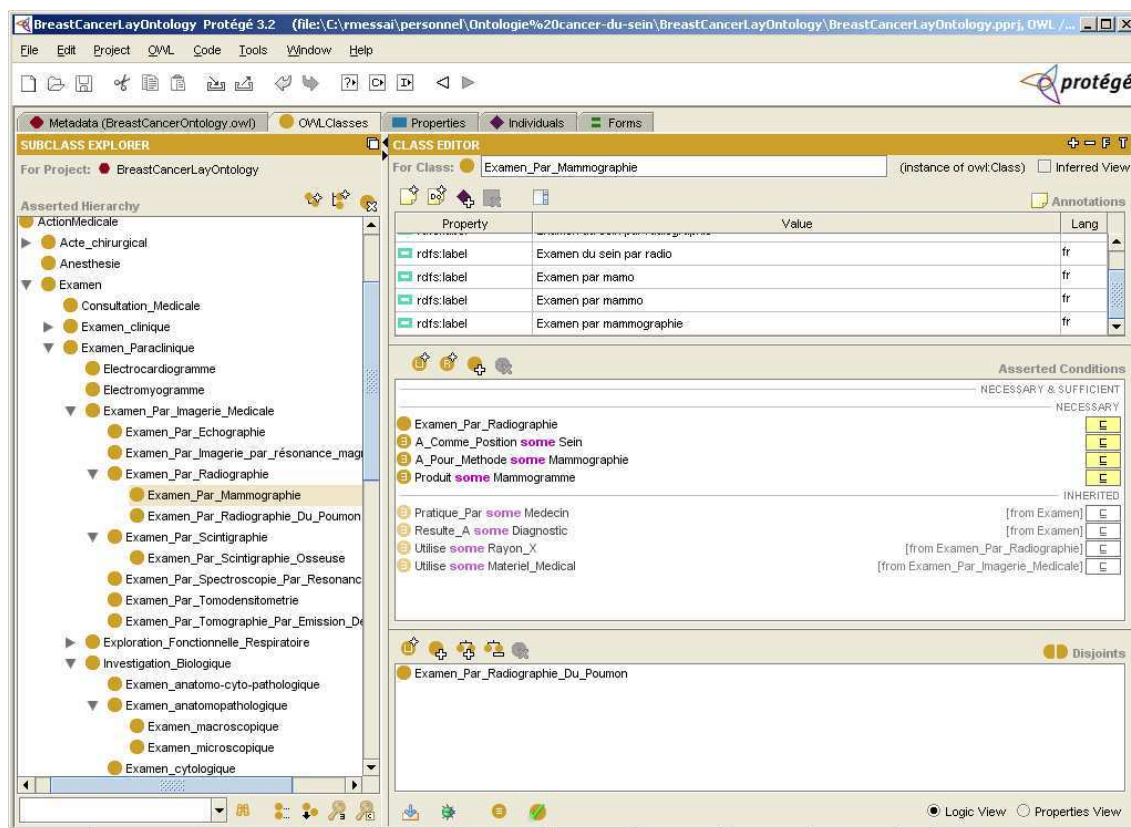 BreastCancerLayOntology Protégé 3.2 (file:\C:\rmessai\personnel\Ontologie%20cancer-du-sein\BreastCancerLayOntology\BreastCancerLayOntology.pprj, OWL / ...
File Edit Project OWL Code Tools Window Help
protégé
Metadata (BreastCancerOntology.owl) OWLClasses Properties Individuals Forms
SUBCLASS EXPLORER
For Project: BreastCancerLayOntology
Asserted Hierarchy
ActionMedicale
Acte_chirurgical
Anesthesie
Examen
Consultation_Medicale
Examen_clinique
Examen_Paraclinique
Electrocardiogramme
Electromyogramme
Examen_Par_Imagerie_Medicale
Examen_Par_Echographie
Examen_Par_Imagerie_par_résonance_mag
Examen_Par_Radiographie
Examen_Par_Mammographie
Examen_Par_Radiographie_Du_Poumon
Examen_Par_Scintigraphie
Examen_Par_Scintigraphie_Osseuse
Examen_Par_Spectroscopie_Par_Resonanc
Examen_Par_Tomodensitometrie
Examen_Par_Tomographie_Par_Emission_De
Exploration_Fonctionnelle_Respiratoire
Investigation_Biologique
Examen_anatomo-cyto-pathologique
Examen_anatomopathologique
Examen_macroscopique
Examen_microscopique
Examen_cytologique
CLASS EDITOR
For Class: Examen_Par_Mammographie (instance of owl:Class) Inferred View
Annotations
Property Value Lang
rdfs:label Examen du sein par radio fr
rdfs:label Examen par mamo fr
rdfs:label Examen par mammo fr
rdfs:label Examen par mammographie fr
Asserted Conditions
NECESSARY & SUFFICIENT
NECESSARY
Examen_Par_Radiographie
A_Comme_Position some Sein
A_Pour_Methode some Mammographie
Produit some Mammogramme
INHERITED
Pratique_Par some Medecin [from Examen]
Resulte_A some Diagnostic [from Examen]
Utilise some Rayon_X [from Examen_Par_Radiographie]
Utilise some Materiel_Medical [from Examen_Par_Imagerie_Medicale]
Disjoints
Examen_Par_Radiographie_Du_Poumon
Logic View Properties View